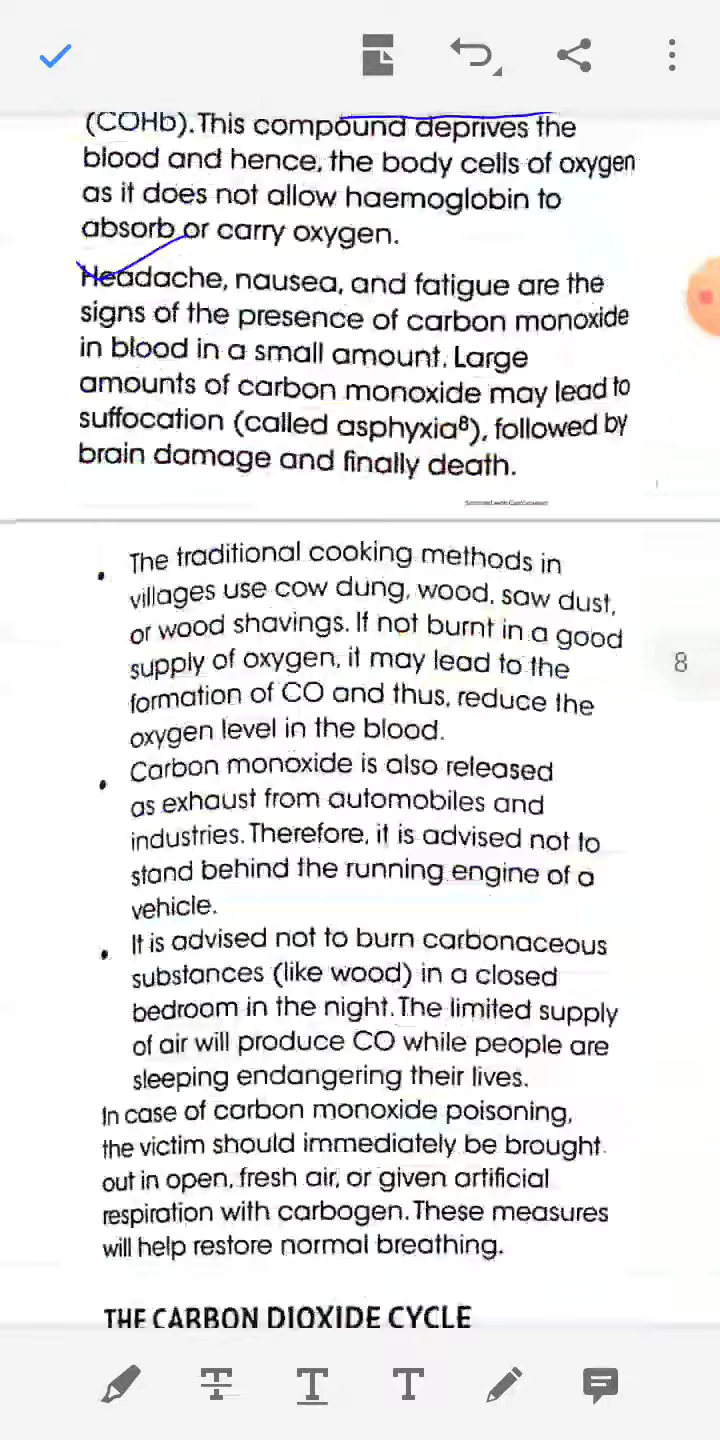 (COHb). This compound deprives the
blood and hence, the body cells of oxygen
as it does not allow haemoglobin to
absorb or carry oxygen.
Headache, nausea, and fatigue are the
signs of the presence of carbon monoxide
in blood in a small amount. Large
amounts of carbon monoxide may lead to
suffocation (called asphyxia⁸), followed by
brain damage and finally death.
Scanned with CamScanner
• The traditional cooking methods in
villages use cow dung, wood, saw dust,
or wood shavings. If not burnt in a good
supply of oxygen, it may lead to the
formation of CO and thus, reduce the
oxygen level in the blood.
8
• Carbon monoxide is also released
as exhaust from automobiles and
industries. Therefore, it is advised not to
stand behind the running engine of a
vehicle.
• It is advised not to burn carbonaceous
substances (like wood) in a closed
bedroom in the night. The limited supply
of air will produce CO while people are
sleeping endangering their lives.
In case of carbon monoxide poisoning,
the victim should immediately be brought
out in open, fresh air, or given artificial
respiration with carbogen. These measures
will help restore normal breathing.
THE CARBON DIOXIDE CYCLE
T
T
T